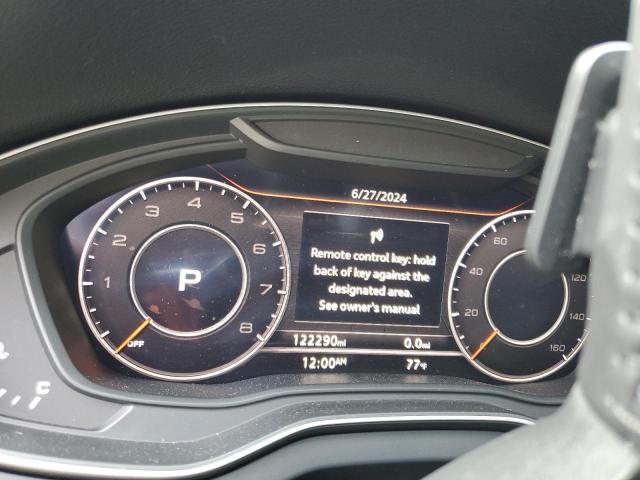 6/27/2024
Remote control key: hold
back of key against the
designated area.
See owner's manual
122290mi 0.0mi
12:00AM 77°F
1 2 3 4 5 6 7 8
OFF
P
0 20 40 60 120 140 160
C